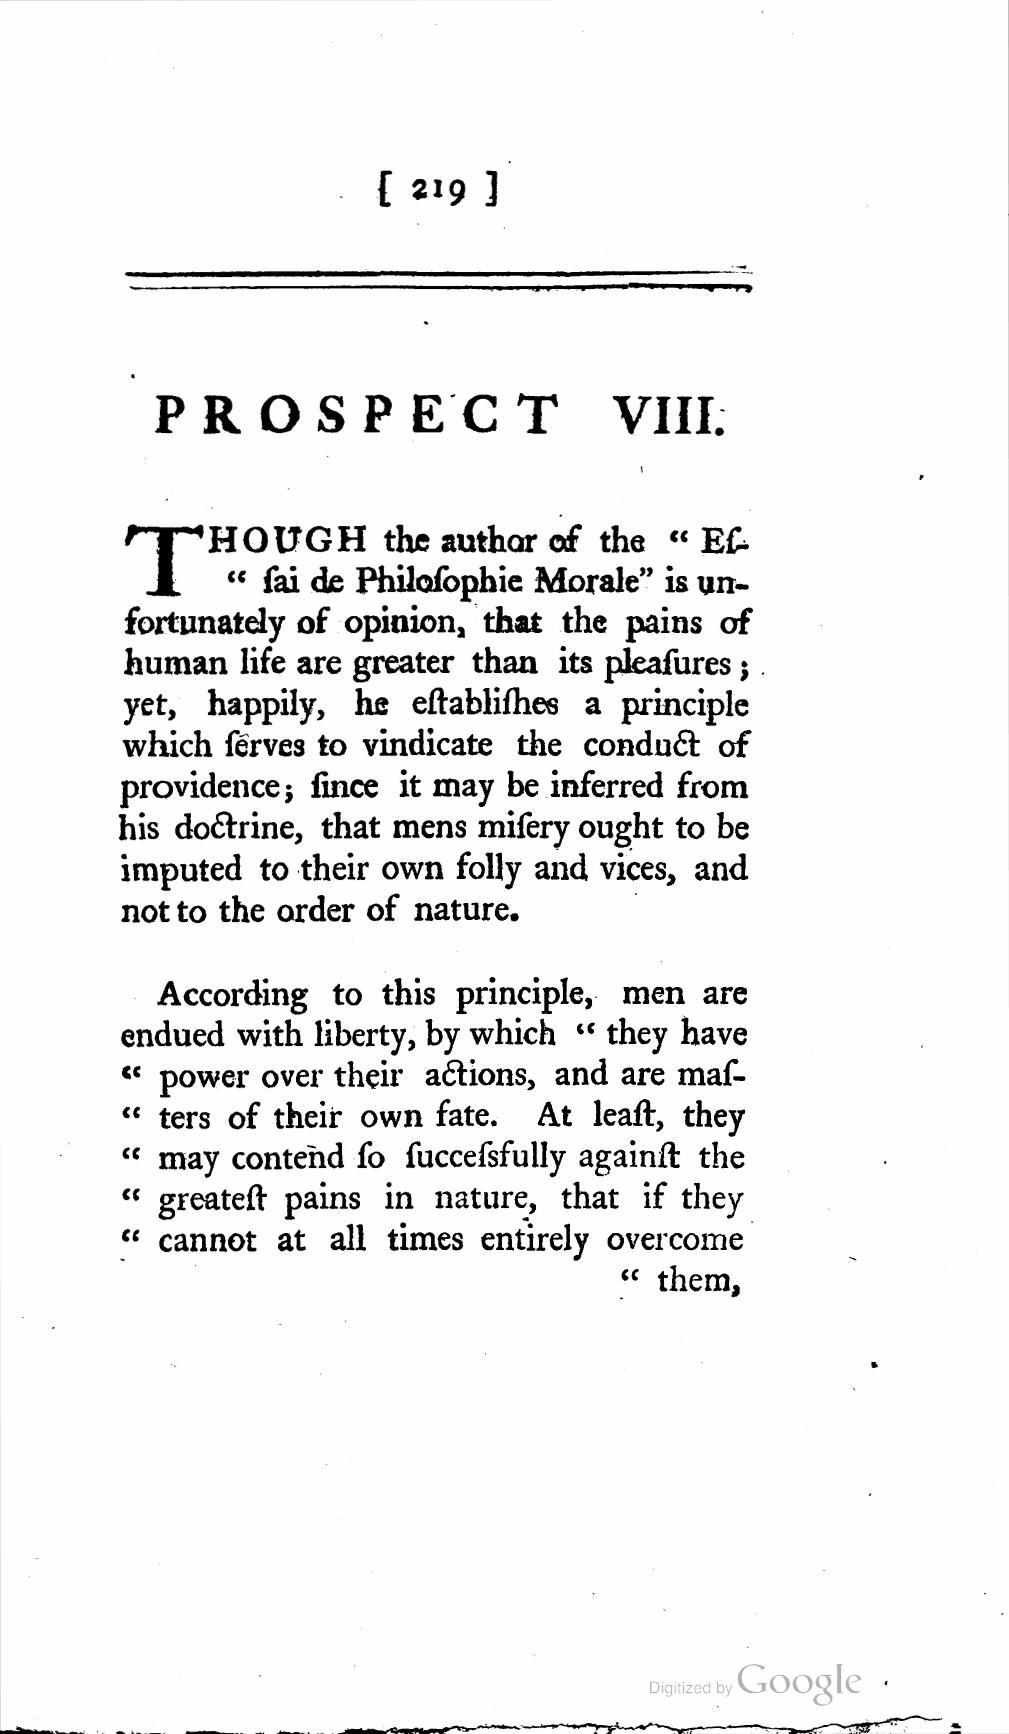 [ 219 ]
PROSPECT VIII.
THOUGH the author of the “ Eſ-
“ ſai de Philoſophie Morale” is un-
fortunately of opinion, that the pains of
human life are greater than its pleaſures ;
yet, happily, he eſtabliſhes a principle
which ſerves to vindicate the conduct of
providence; ſince it may be inferred from
his doctrine, that mens miſery ought to be
imputed to their own folly and vices, and
not to the order of nature.
According to this principle, men are
endued with liberty, by which “ they have
“ power over their actions, and are maſ-
“ ters of their own fate. At leaſt, they
“ may contend ſo ſucceſsfully againſt the
“ greateſt pains in nature, that if they
“ cannot at all times entirely overcome
“ them,
Digitized by Google